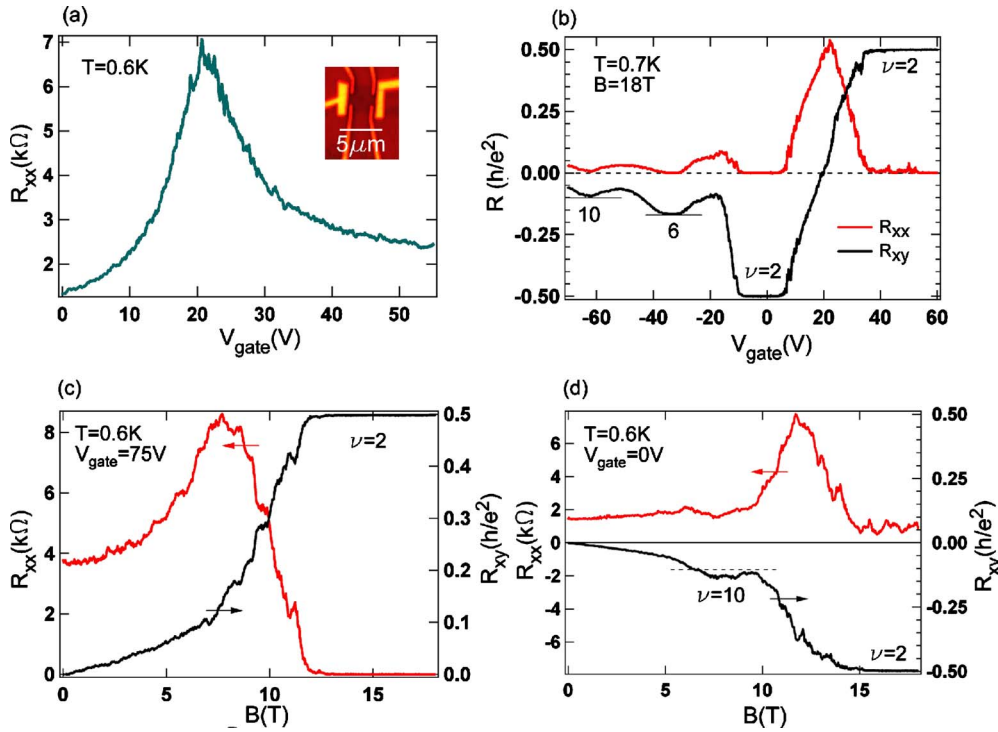 (a)
T=0.6K
5μm
Rxx(kΩ)
7
6
5
4
3
2
0 10 20 30 40 50
Vgate(V)
(b)
T=0.7K
B=18T
ν=2
R (h/e²)
0.50
0.25
0.00
-0.25
-0.50
10
6
ν=2
Rxx
Rxy
-60 -40 -20 0 20 40 60
Vgate(V)
(c)
T=0.6K
Vgate=75V
ν=2
Rxx(kΩ)
8
6
4
2
0
Rxy(h/e²)
0.5
0.4
0.3
0.2
0.1
0.0
0 5 10 15
B(T)
(d)
T=0.6K
Vgate=0V
Rxx(kΩ)
6
4
2
0
-2
-4
-6
ν=10
ν=2
Rxy(h/e²)
0.50
0.25
0.00
-0.25
-0.50
0 5 10 15
B(T)